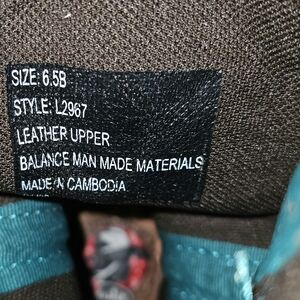 SIZE: 6.5B
STYLE: L2967
LEATHER UPPER
BALANCE MAN MADE MATERIALS
MADE IN CAMBODIA